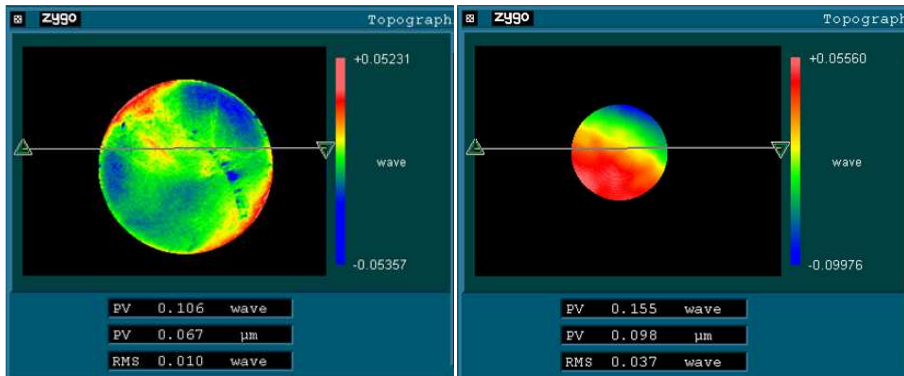 zygo Topograph
+0.05231
wave
-0.05357
PV 0.106 wave
PV 0.067 µm
RMS 0.010 wave
zygo Topograph
+0.05560
wave
-0.09976
PV 0.155 wave
PV 0.098 µm
RMS 0.037 wave